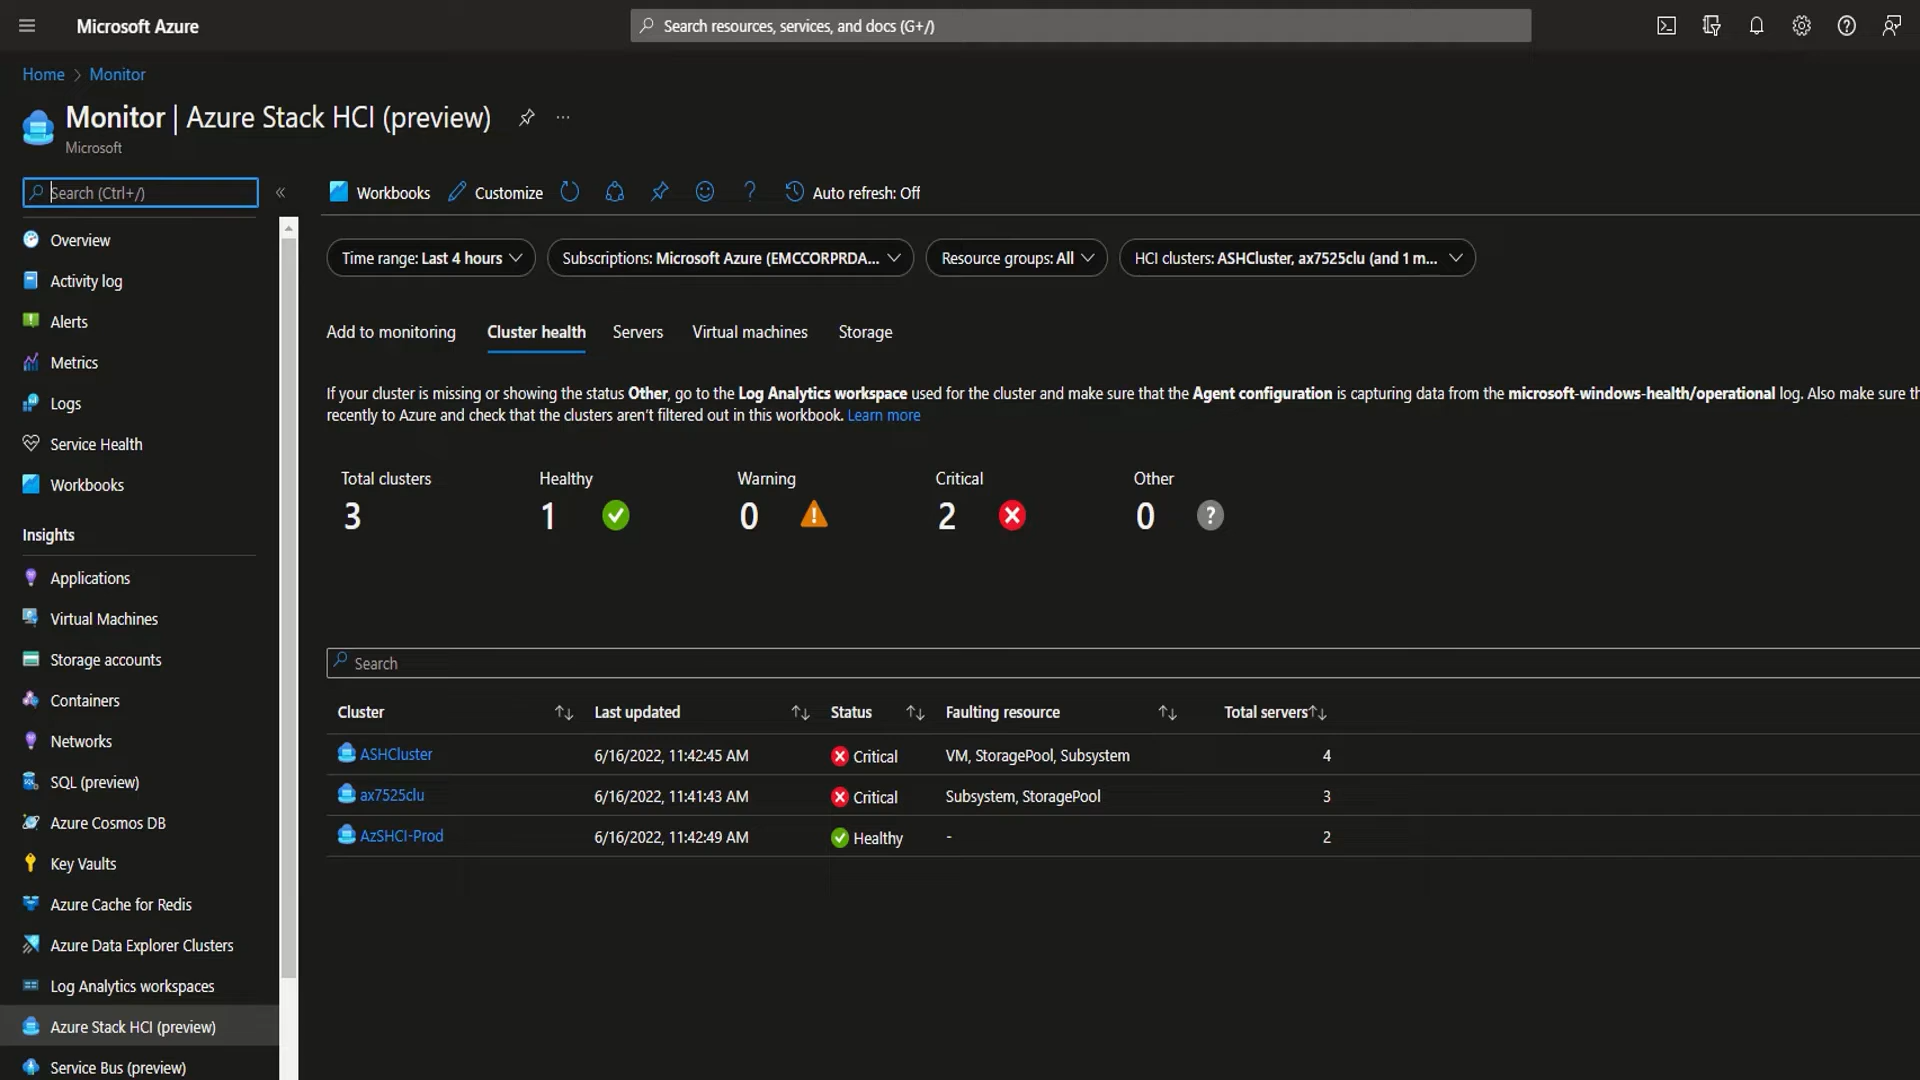 Microsoft Azure
Search resources, services, and docs (G+/)
Home > Monitor
Monitor | Azure Stack HCI (preview) ...
Microsoft
Search (Ctrl+/)
«
Workbooks Customize Auto refresh: Off
Overview
Activity log
Alerts
Metrics
Logs
Service Health
Workbooks
Insights
Applications
Virtual Machines
Storage accounts
Containers
Networks
SQL (preview)
Azure Cosmos DB
Key Vaults
Azure Cache for Redis
Azure Data Explorer Clusters
Log Analytics workspaces
Azure Stack HCI (preview)
Service Bus (preview)
Time range: Last 4 hours Subscriptions: Microsoft Azure (EMCCORPRDA... Resource groups: All HCI clusters: ASHCluster, ax7525clu (and 1 m...
Add to monitoring Cluster health Servers Virtual machines Storage
If your cluster is missing or showing the status Other, go to the Log Analytics workspace used for the cluster and make sure that the Agent configuration is capturing data from the microsoft-windows-health/operational log. Also make sure th
recently to Azure and check that the clusters aren't filtered out in this workbook. Learn more
Total clusters Healthy Warning Critical Other
3 1 0 2 0
Search
Cluster Last updated Status Faulting resource Total servers
ASHCluster 6/16/2022, 11:42:45 AM Critical VM, StoragePool, Subsystem 4
ax7525clu 6/16/2022, 11:41:43 AM Critical Subsystem, StoragePool 3
AzSHCI-Prod 6/16/2022, 11:42:49 AM Healthy - 2